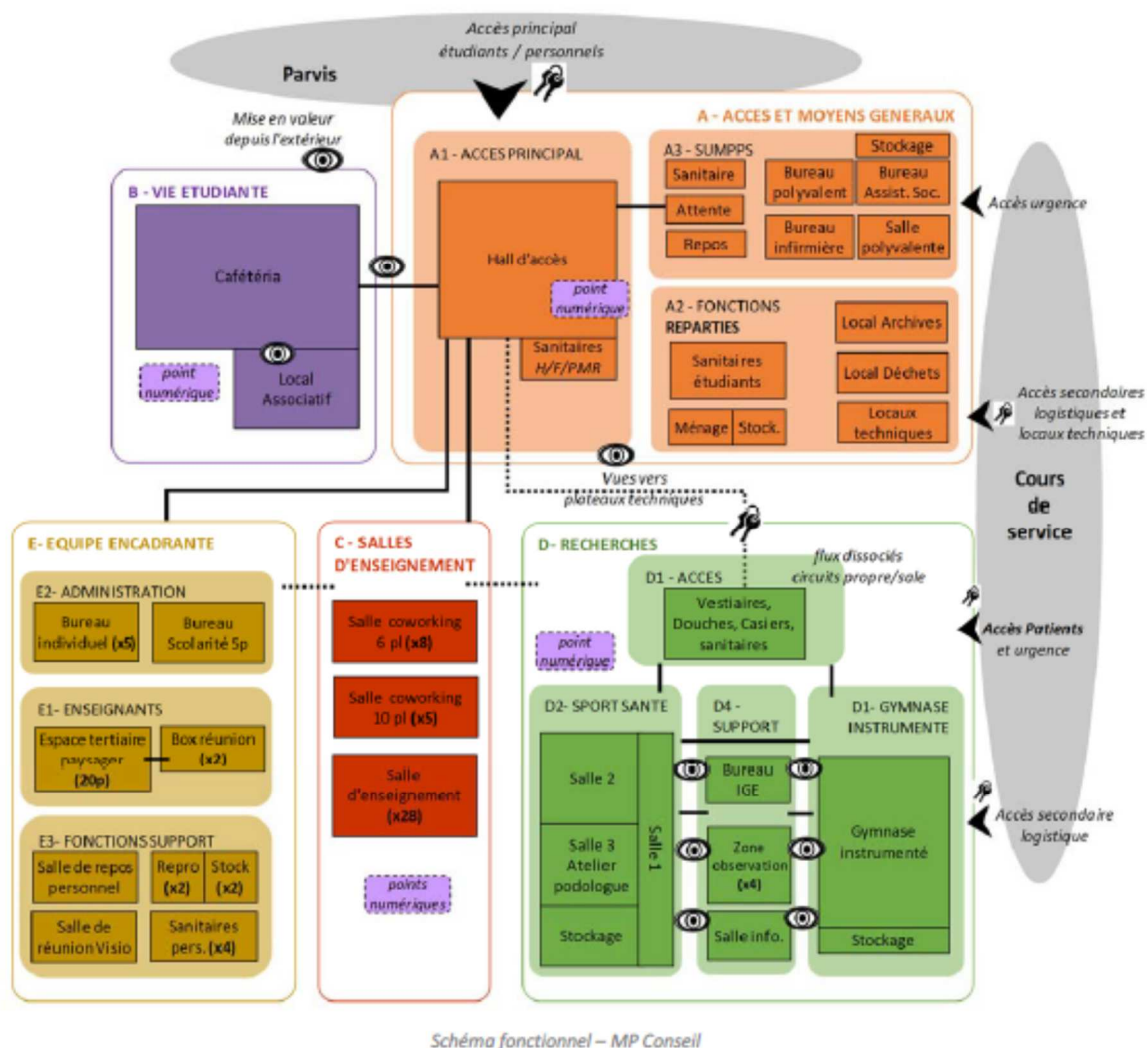 Accès principal
étudiants / personnels
Parvis
Mise en valeur
depuis l'extérieur
A - ACCES ET MOYENS GENERAUX
A1 - ACCES PRINCIPAL
Hall d'accès
point
numérique
Sanitaires
H/F/PMR
A3 - SUMPPS
Sanitaire
Attente
Repos
Stockage
Bureau
polyvalent
Bureau
Assist. Soc.
Bureau
infirmière
Salle
polyvalente
Accès urgence
A2 - FONCTIONS
REPARTIES
Sanitaires
étudiants
Ménage
Stock.
Local Archives
Local Déchets
Locaux
techniques
Accès secondaires
logistiques et
locaux techniques
B - VIE ETUDIANTE
Cafétéria
point
numérique
Local
Associatif
Vues vers
plateaux techniques
Cours
de
service
E- EQUIPE ENCADRANTE
E2- ADMINISTRATION
Bureau
individuel (x5)
Bureau
Scolarité 5p
E1- ENSEIGNANTS
Espace tertiaire
paysager
(20p)
Box réunion
(x2)
E3- FONCTIONS SUPPORT
Salle de repos
personnel
Repro
(x2)
Stock
(x2)
Salle de
réunion Visio
Sanitaires
pers. (x4)
C - SALLES
D'ENSEIGNEMENT
Salle coworking
6 pl (x8)
Salle coworking
10 pl (x5)
Salle
d'enseignement
(x28)
points
numériques
D- RECHERCHES
flux dissociés
circuits propre/sale
D1 - ACCES
Vestiaires,
Douches, Casiers,
sanitaires
point
numérique
Accès Patients
et urgence
D2- SPORT SANTE
Salle 2
Salle 3
Atelier
podologue
Stockage
Salle 1
D4 -
SUPPORT
Bureau
IGE
Zone
observation
(x4)
Salle info.
D1- GYMNASE
INSTRUMENTE
Gymnase
instrumenté
Stockage
Accès secondaire
logistique
Schéma fonctionnel – MP Conseil